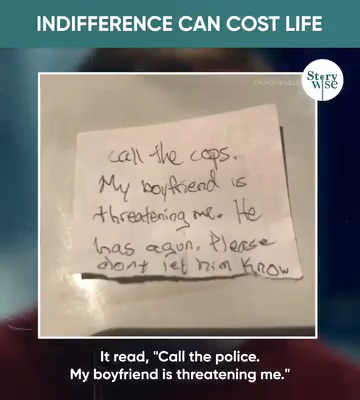 INDIFFERENCE CAN COST LIFE
Story
wise
call the cops.
My boyfriend is
threatening me. He
has agun. Please
dont let him know
It read, "Call the police.
My boyfriend is threatening me."